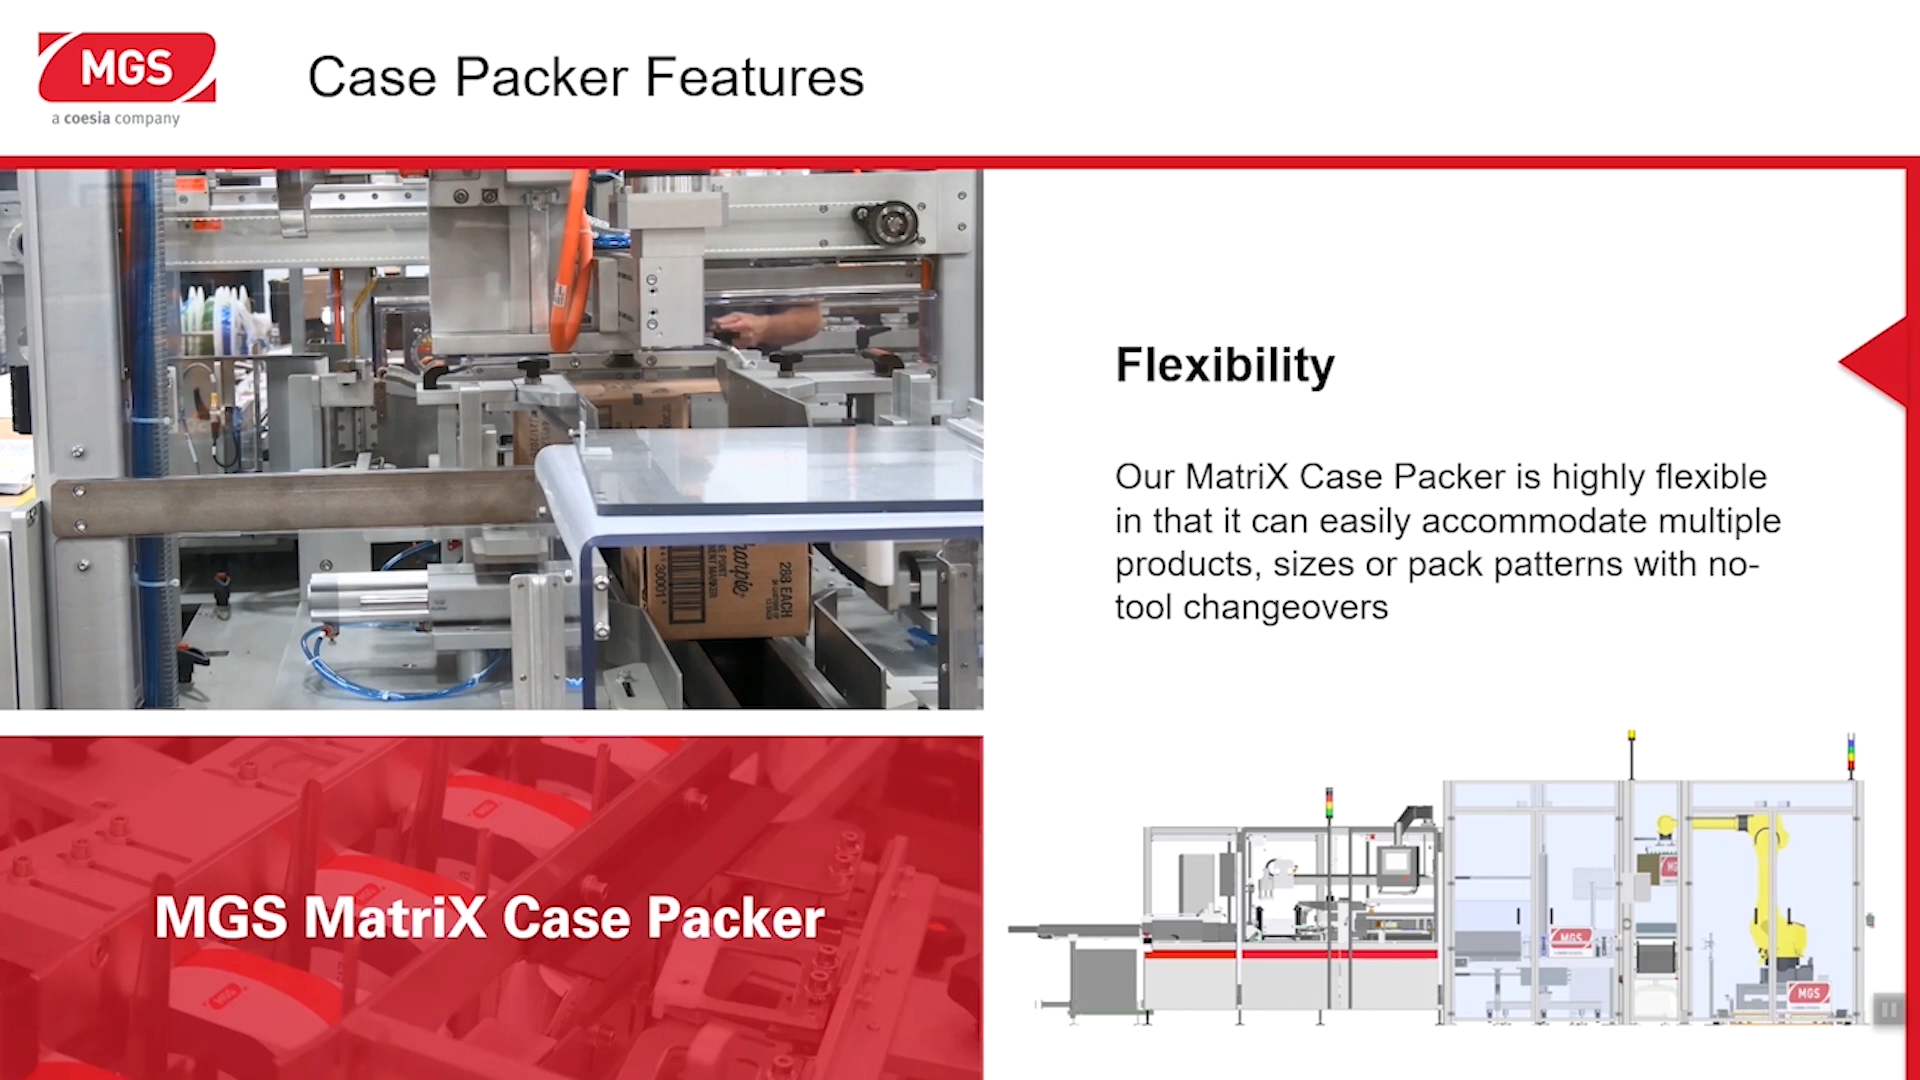 MGS
a coesia company
Case Packer Features
Flexibility
Our MatriX Case Packer is highly flexible
in that it can easily accommodate multiple
products, sizes or pack patterns with no-
tool changeovers
288 EACH
30001
MGS MatriX Case Packer
MGS
MGS